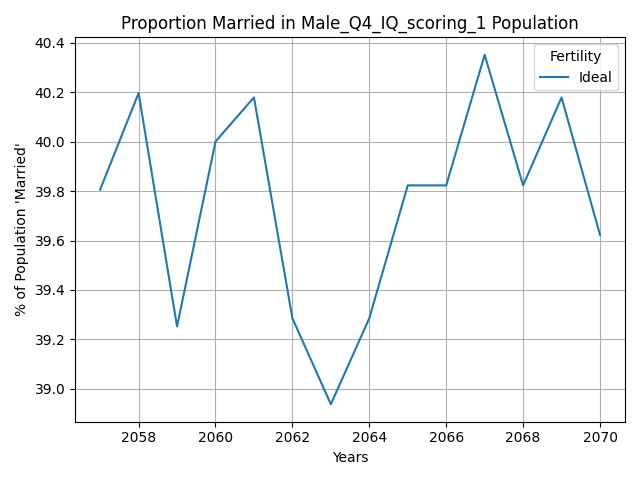 Proportion Married in Male_Q4_IQ_scoring_1 Population
% of Population 'Married'
40.4
40.2
40.0
39.8
39.6
39.4
39.2
39.0
Fertility
Ideal
2058 2060 2062 2064 2066 2068 2070
Years